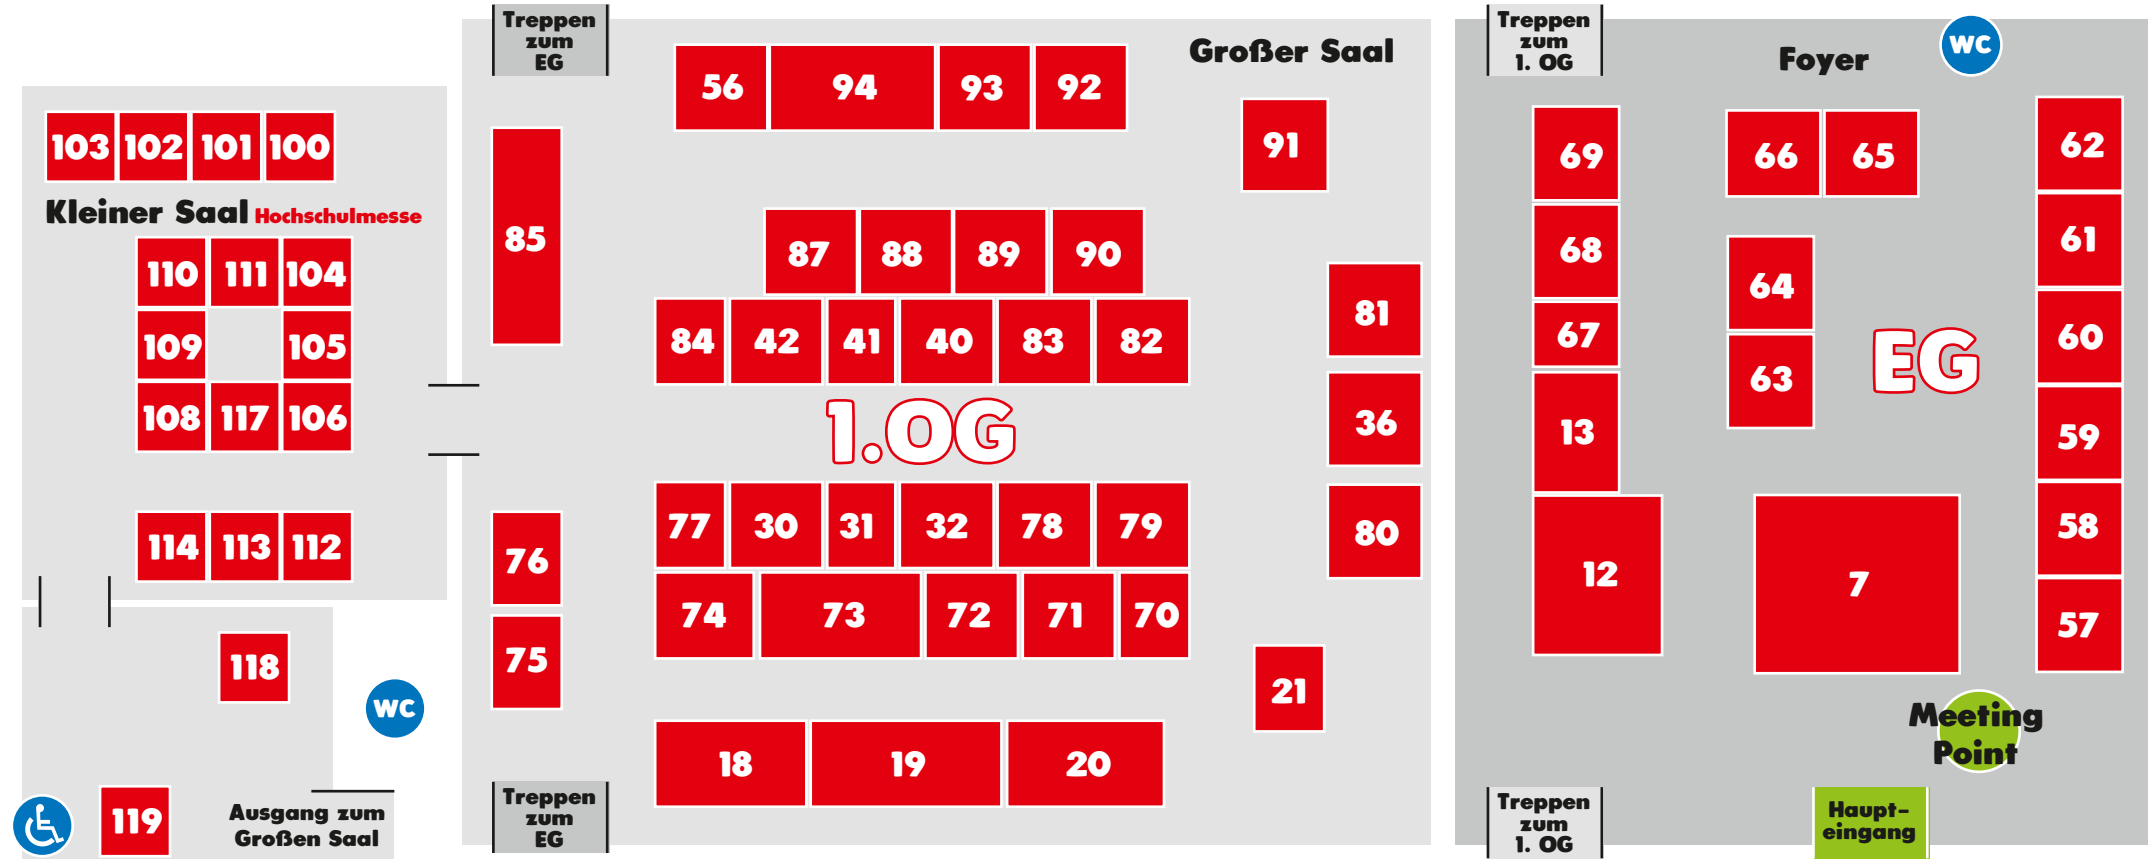 103 102 101 100
Kleiner Saal Hochschulmesse
110 111 104
109 105
108 117 106
114 113 112
118
WC
119
Ausgang zum
Großen Saal
Treppen
zum
EG
Großer Saal
56 94 93 92
91
85
87 88 89 90
81
84 42 41 40 83 82
1.OG
36
77 30 31 32 78 79
80
76
74 73 72 71 70
75
21
18 19 20
Treppen
zum
EG
Treppen
zum
1. OG
Foyer
WC
69 66 65 62
68 64 61
67 63 EG 60
13 59
12 7 58
57
Meeting
Point
Treppen
zum
1. OG
Haupt-
eingang